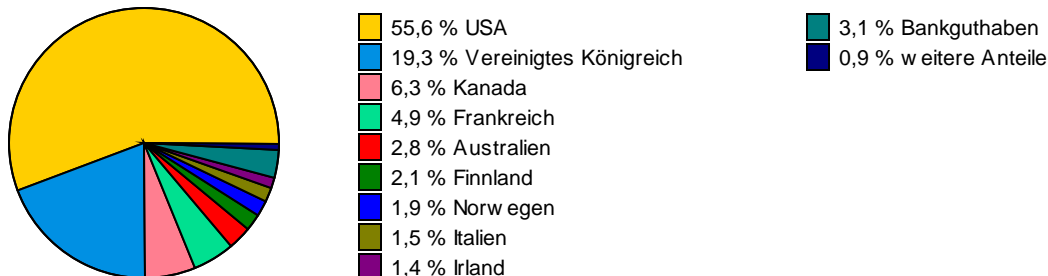 55,6 % USA
19,3 % Vereinigtes Königreich
6,3 % Kanada
4,9 % Frankreich
2,8 % Australien
2,1 % Finnland
1,9 % Norwegen
1,5 % Italien
1,4 % Irland
3,1 % Bankguthaben
0,9 % weitere Anteile